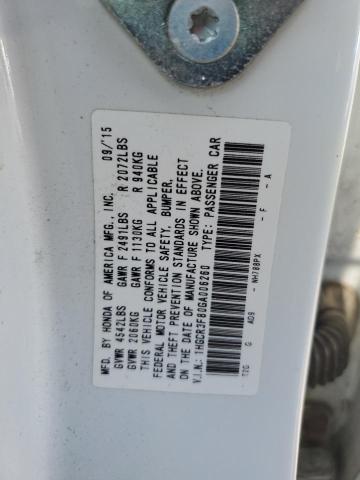 MFD. BY HONDA OF AMERICA MFG., INC. 09/15
GVWR 4542LBS GAWR F 2491LBS R 2072LBS
GVWR 2060KG GAWR F 1130KG R 940KG
THIS VEHICLE CONFORMS TO ALL APPLICABLE
FEDERAL MOTOR VEHICLE SAFETY, BUMPER,
AND THEFT PREVENTION STANDARDS IN EFFECT
ON THE DATE OF MANUFACTURE SHOWN ABOVE.
V.I.N.: 1HGCR3F80GA006260 TYPE: PASSENGER CAR
T2G G AD9 - NH788PX - F - A